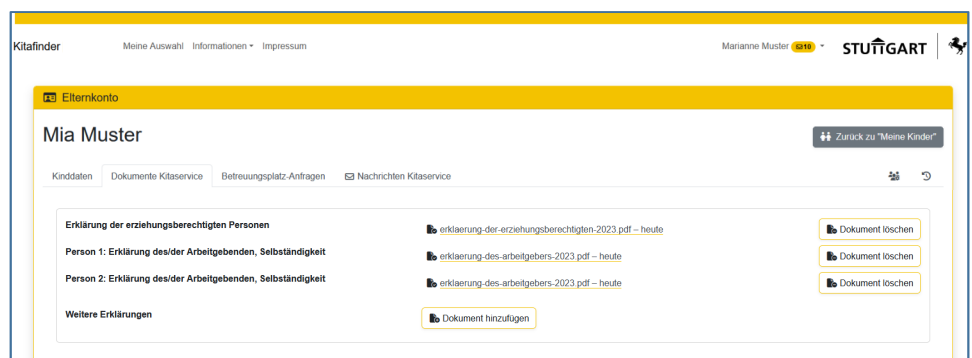 Kitafinder Meine Auswahl Informationen Impressum Marianne Muster 10 STUTTGART
Elternkonto
Mia Muster Zurück zu "Meine Kinder"
Kinddaten Dokumente Kitaservice Betreuungsplatz-Anfragen Nachrichten Kitaservice
Erklärung der erziehungsberechtigten Personen erklaerung-der-erziehungsberechtigten-2023.pdf – heute Dokument löschen
Person 1: Erklärung des/der Arbeitgebenden, Selbständigkeit erklaerung-des-arbeitgebers-2023.pdf – heute Dokument löschen
Person 2: Erklärung des/der Arbeitgebenden, Selbständigkeit erklaerung-des-arbeitgebers-2023.pdf – heute Dokument löschen
Weitere Erklärungen Dokument hinzufügen